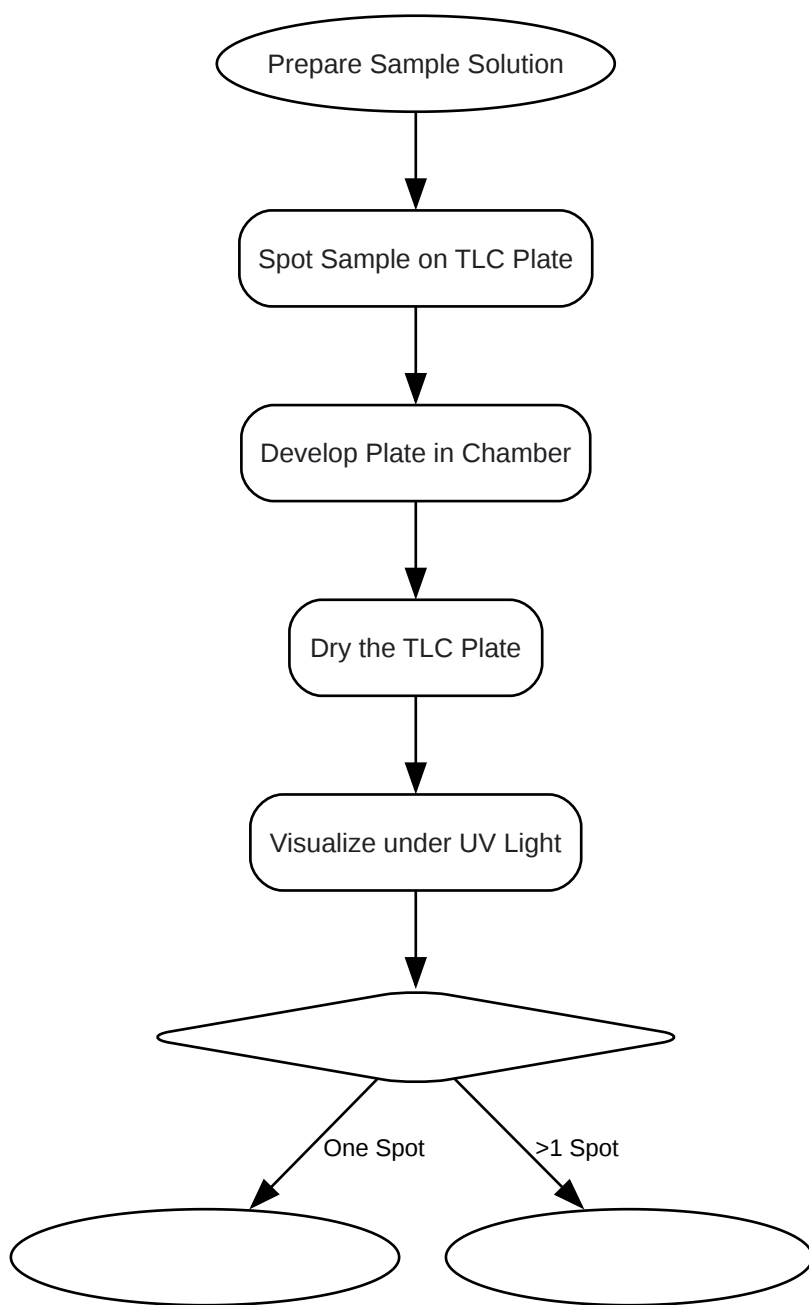 Prepare Sample Solution
Spot Sample on TLC Plate
Develop Plate in Chamber
Dry the TLC Plate
Visualize under UV Light
One Spot
>1 Spot